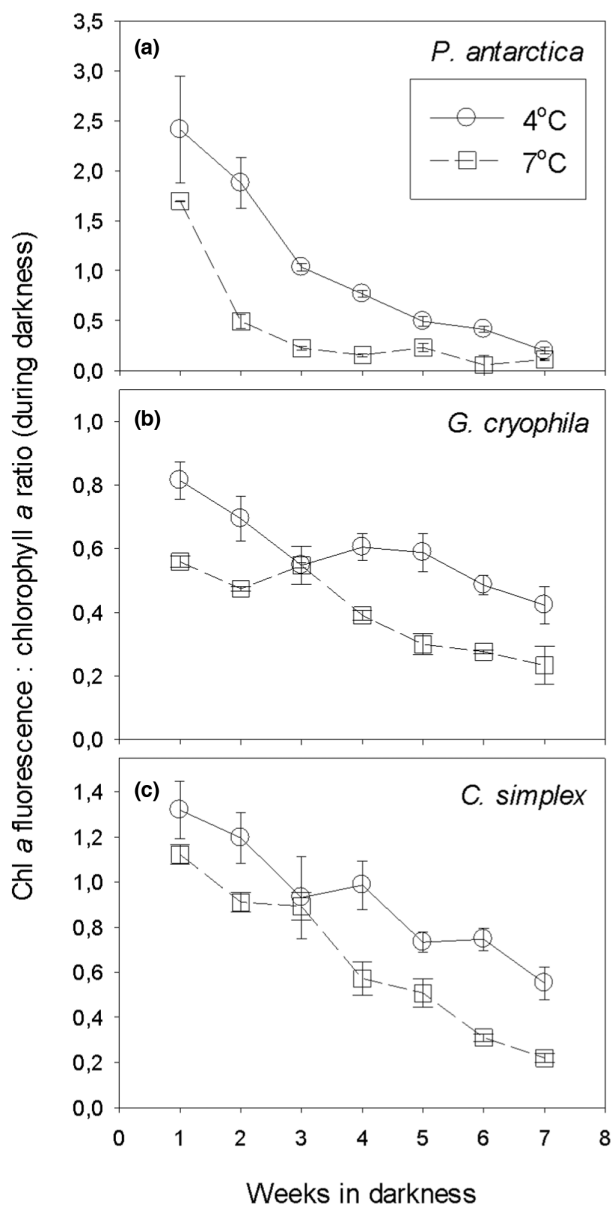 Chl a fluorescence : chlorophyll a ratio (during darkness)
(a)
P. antarctica
4°C
7°C
3,5
3,0
2,5
2,0
1,5
1,0
0,5
0,0
(b)
G. cryophila
1,0
0,8
0,6
0,4
0,2
0,0
(c)
C. simplex
1,4
1,2
1,0
0,8
0,6
0,4
0,2
0,0
0 1 2 3 4 5 6 7 8
Weeks in darkness